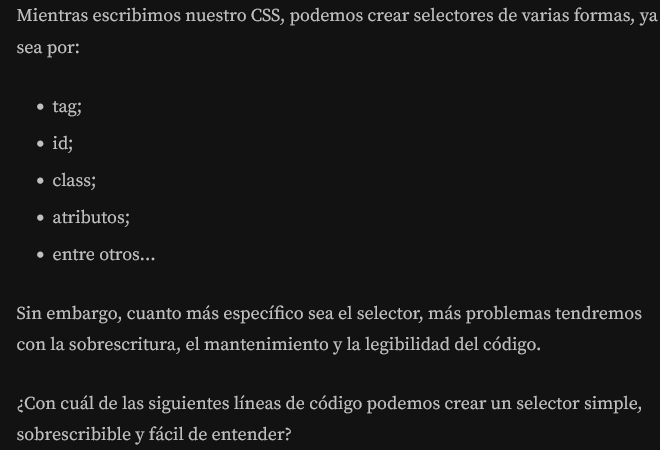 Mientras escribimos nuestro CSS, podemos crear selectores de varias formas, ya
sea por:
• tag;
• id;
• class;
• atributos;
• entre otros...
Sin embargo, cuanto más específico sea el selector, más problemas tendremos
con la sobrescritura, el mantenimiento y la legibilidad del código.
¿Con cuál de las siguientes líneas de código podemos crear un selector simple,
sobrescribible y fácil de entender?